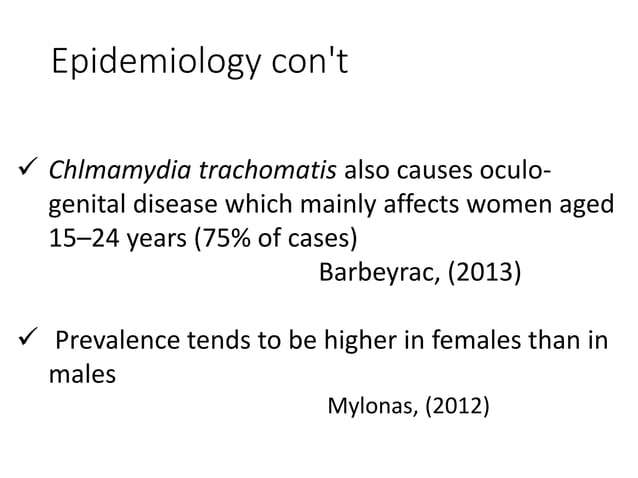 Epidemiology con't
✓ Chlmamydia trachomatis also causes oculo-
genital disease which mainly affects women aged
15–24 years (75% of cases)
Barbeyrac, (2013)
✓ Prevalence tends to be higher in females than in
males
Mylonas, (2012)